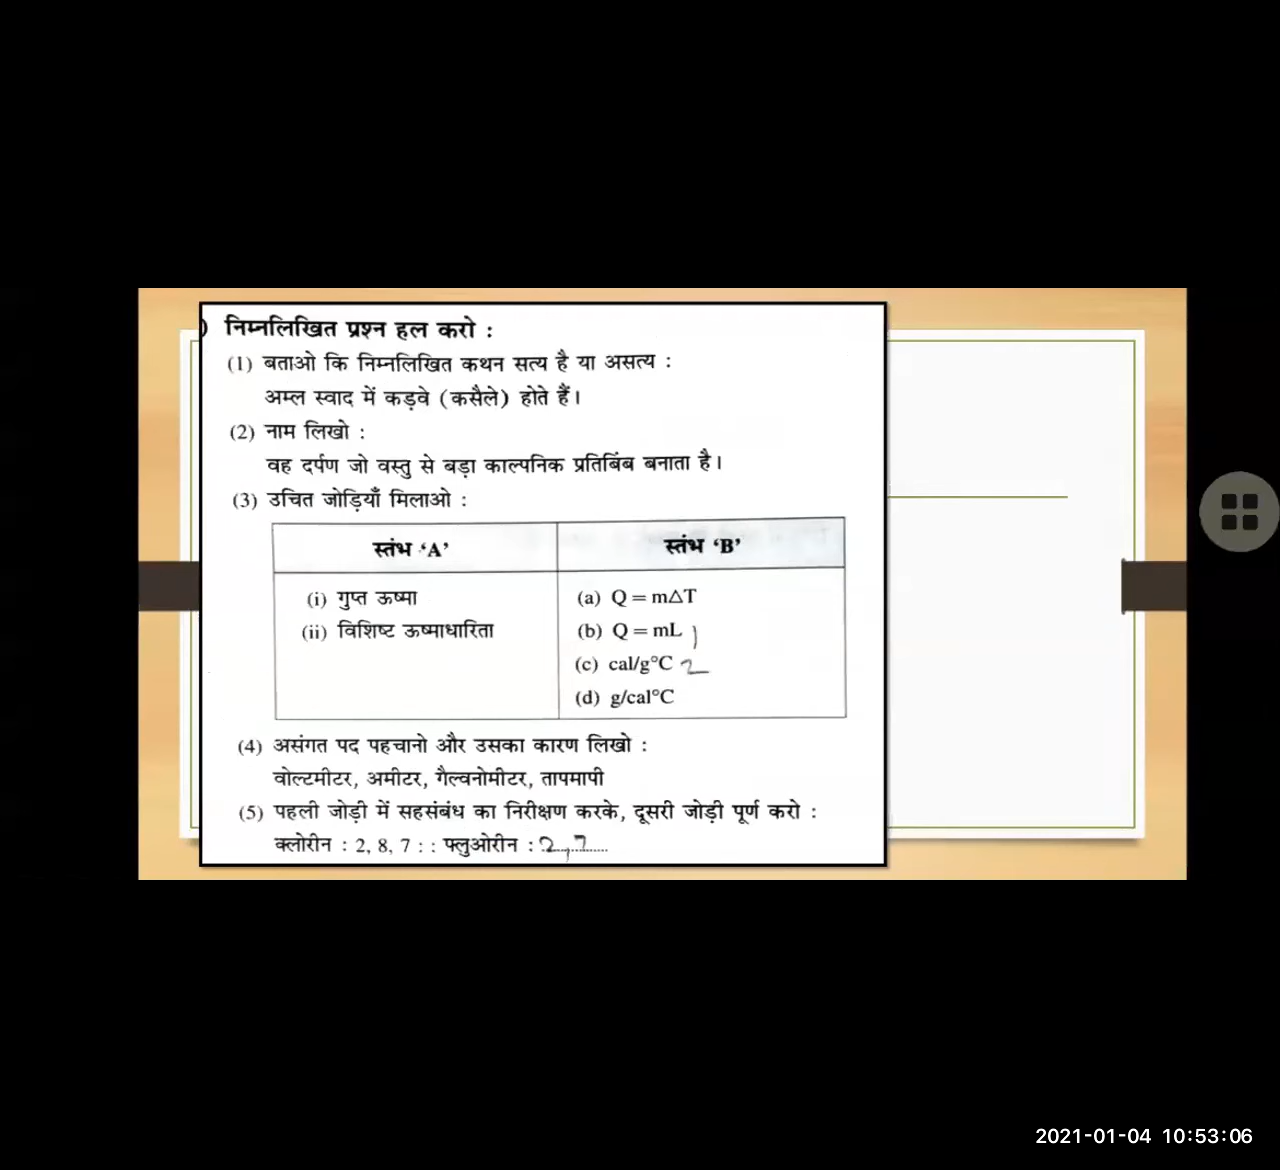 ) निम्नलिखित प्रश्न हल करो :
(1) बताओ कि निम्नलिखित कथन सत्य है या असत्य :
अम्ल स्वाद में कड़वे (कसैले) होते हैं।
(2) नाम लिखो :
वह दर्पण जो वस्तु से बड़ा काल्पनिक प्रतिबिंब बनाता है।
(3) उचित जोड़ियाँ मिलाओ :
स्तंभ ‘A’ स्तंभ ‘B’
(i) गुप्त ऊष्मा (a) Q = m△T
(ii) विशिष्ट ऊष्माधारिता (b) Q = mL 1
(c) cal/g°C 2
(d) g/cal°C
(4) असंगत पद पहचानो और उसका कारण लिखो :
वोल्टमीटर, अमीटर, गैल्वनोमीटर, तापमापी
(5) पहली जोड़ी में सहसंबंध का निरीक्षण करके, दूसरी जोड़ी पूर्ण करो :
क्लोरीन : 2, 8, 7 : : फ्लुओरीन : 2,7
2021-01-04 10:53:06